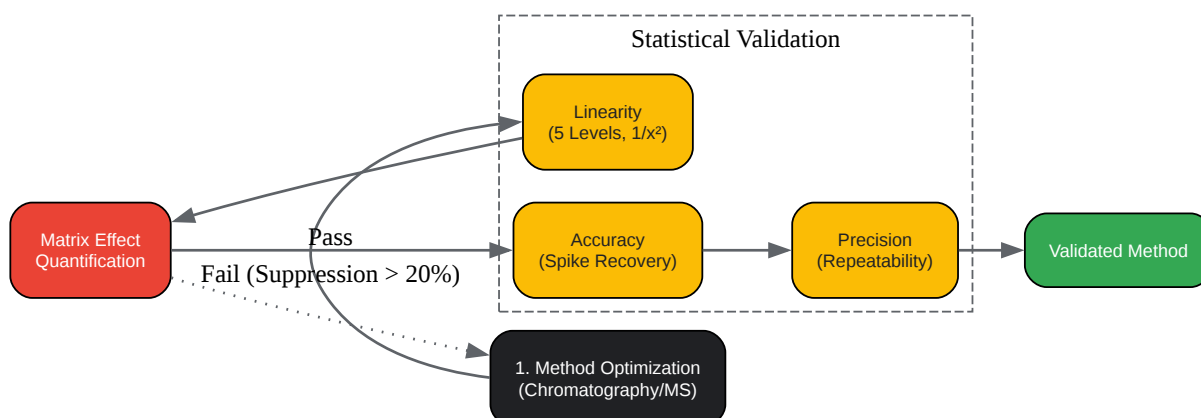 Statistical Validation
Linearity
(5 Levels, 1/x²)
Matrix Effect
Quantification
Pass
Fail (Suppression > 20%)
Accuracy
(Spike Recovery)
Precision
(Repeatability)
Validated Method
1. Method Optimization
(Chromatography/MS)